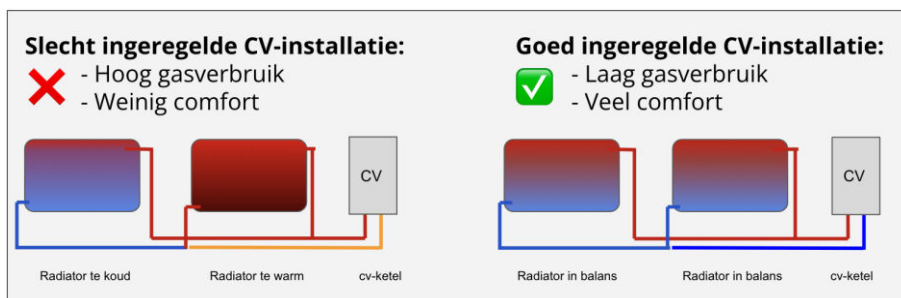 Slecht ingeregelde CV-installatie:
- Hoog gasverbruik
- Weinig comfort
CV
Radiator te koud
Radiator te warm
cv-ketel
Goed ingeregelde CV-installatie:
- Laag gasverbruik
- Veel comfort
CV
Radiator in balans
Radiator in balans
cv-ketel